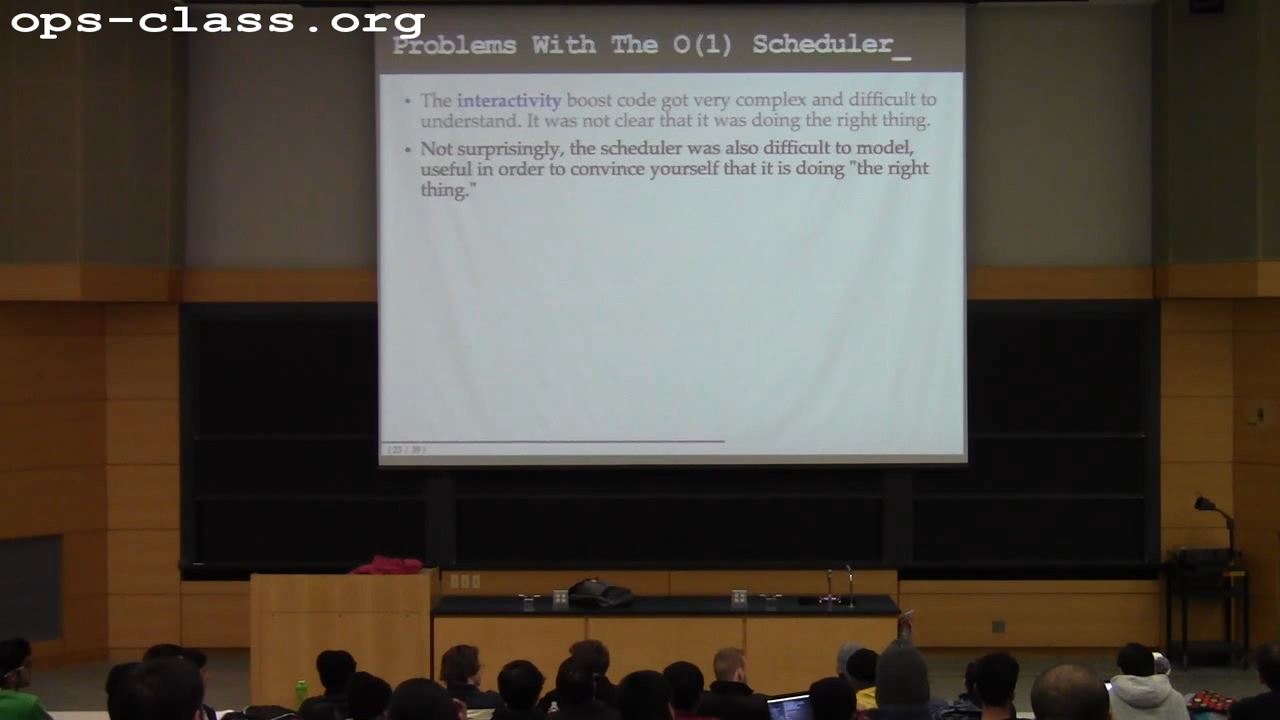 ops-class.org
Problems With The O(1) Scheduler_
• The interactivity boost code got very complex and difficult to
understand. It was not clear that it was doing the right thing.
• Not surprisingly, the scheduler was also difficult to model,
useful in order to convince yourself that it is doing "the right
thing."